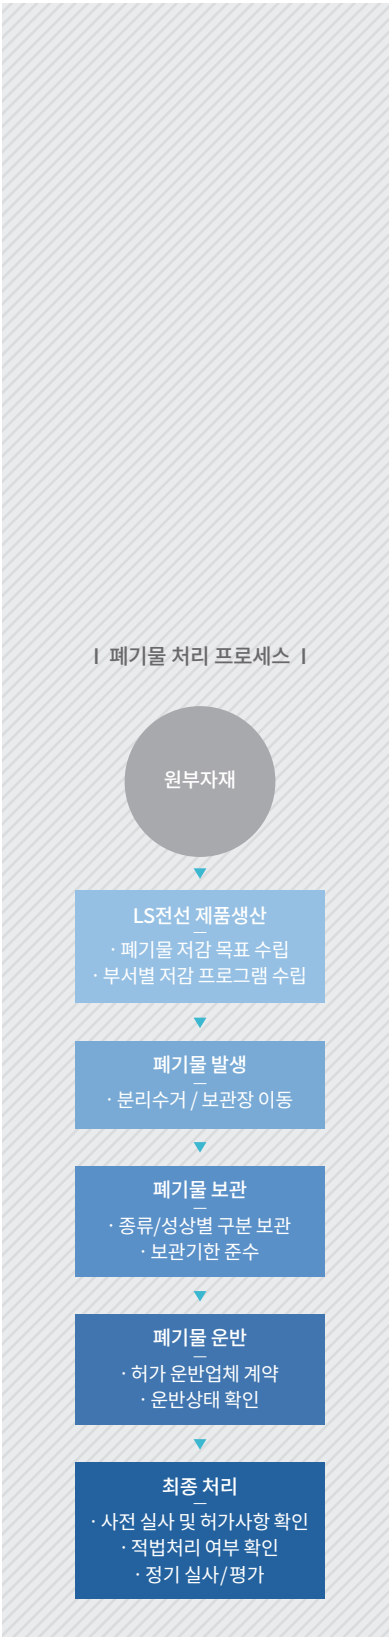 I 폐기물 처리 프로세스 I
원부자재
LS전선 제품생산
· 폐기물 저감 목표 수립
· 부서별 저감 프로그램 수립
폐기물 발생
· 분리수거 / 보관장 이동
폐기물 보관
· 종류/성상별 구분 보관
· 보관기한 준수
폐기물 운반
· 허가 운반업체 계약
· 운반상태 확인
최종 처리
· 사전 실사 및 허가사항 확인
· 적법처리 여부 확인
· 정기 실사/평가